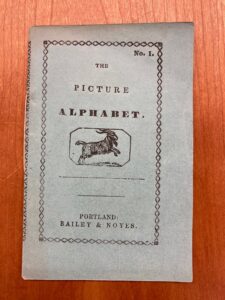 No. 1.
THE
PICTURE
ALPHABET.
PORTLAND:
BAILEY & NOYES.